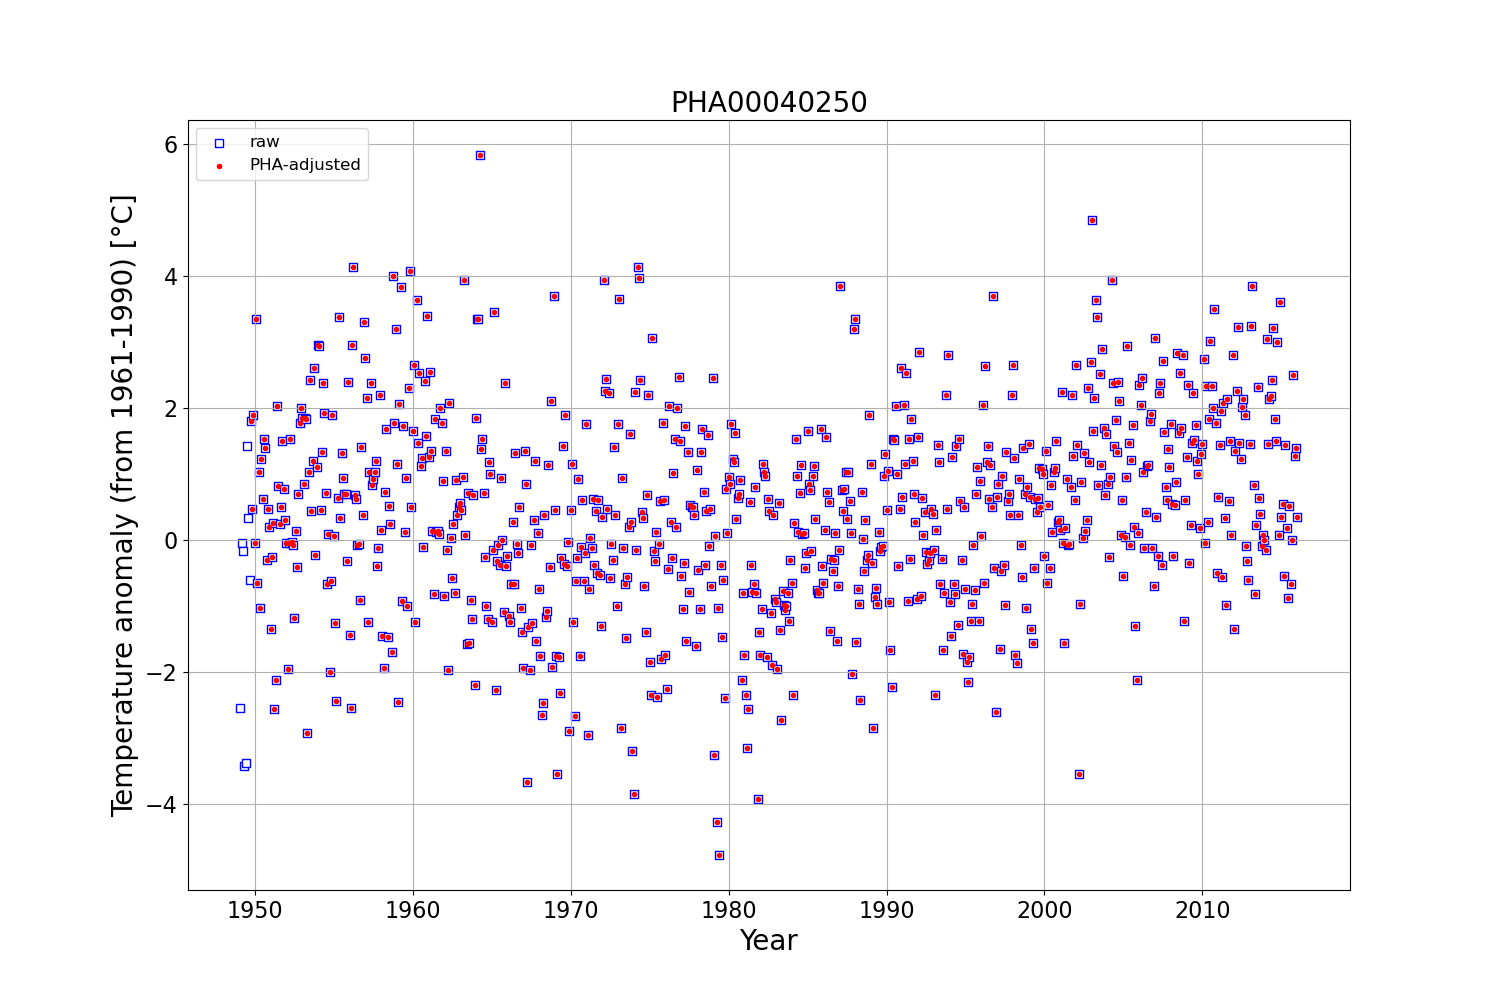 PHA00040250
raw
PHA-adjusted
6
4
2
0
−2
−4
Temperature anomaly (from 1961-1990) [°C]
1950 1960 1970 1980 1990 2000 2010
Year